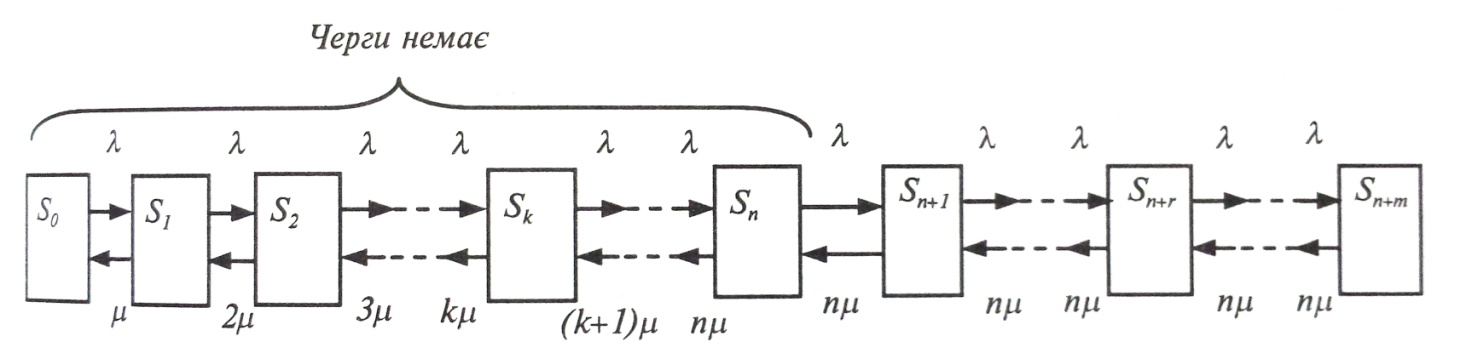 Черги немає
λ λ λ λ λ λ λ λ λ λ λ
S₀ S₁ S₂ Sₖ Sₙ Sₙ₊₁ Sₙ₊ᵣ Sₙ₊ₘ
μ 2μ 3μ kμ (k+1)μ nμ nμ nμ nμ nμ nμ